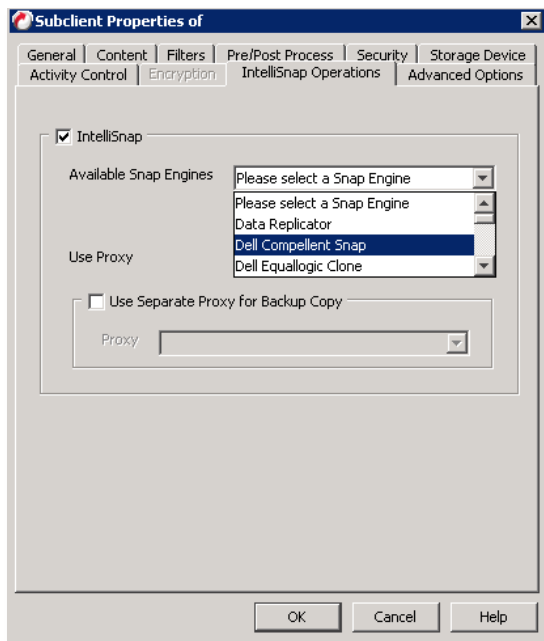 Subclient Properties of
General Content Filters Pre/Post Process Security Storage Device
Activity Control Encryption IntelliSnap Operations Advanced Options
IntelliSnap
Available Snap Engines Please select a Snap Engine
Please select a Snap Engine
Data Replicator
Dell Compellent Snap
Use Proxy
Dell Equallogic Clone
Use Separate Proxy for Backup Copy
Proxy
OK Cancel Help